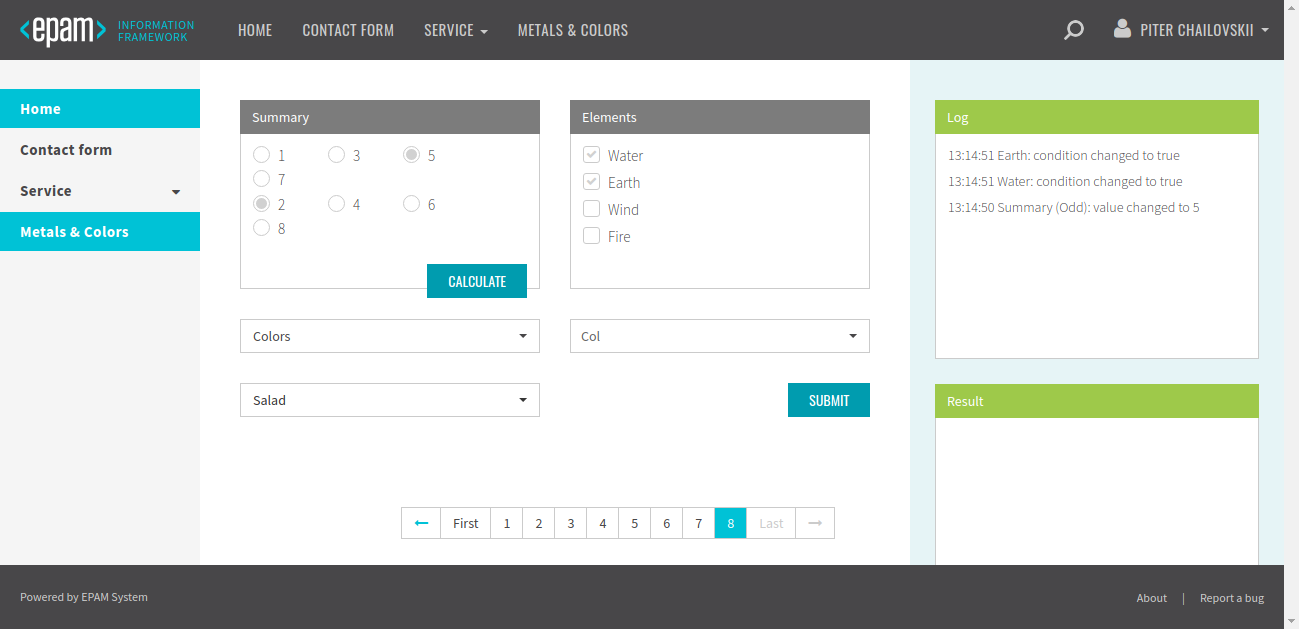 <epam> INFORMATION FRAMEWORK
HOME CONTACT FORM SERVICE METALS & COLORS PITER CHAILOVSKII
Home
Contact form
Service
Metals & Colors
Summary
1 3 5
7
2 4 6
8
CALCULATE
Elements
Water
Earth
Wind
Fire
Colors
Col
Salad
SUBMIT
← First 1 2 3 4 5 6 7 8 Last →
Log
13:14:51 Earth: condition changed to true
13:14:51 Water: condition changed to true
13:14:50 Summary (Odd): value changed to 5
Result
Powered by EPAM System
About | Report a bug